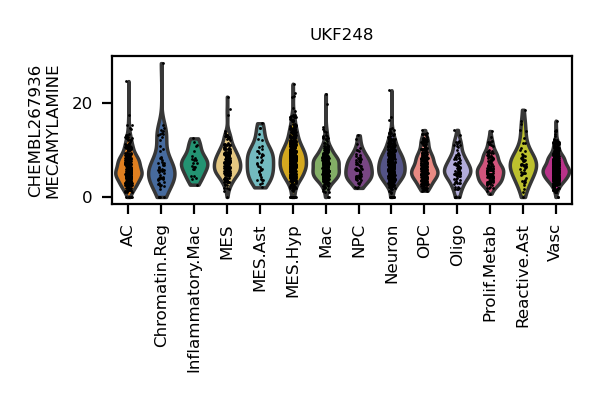 UKF248
CHEMBL267936
MECAMYLAMINE
20
0
AC
Chromatin.Reg
Inflammatory.Mac
MES
MES.Ast
MES.Hyp
Mac
NPC
Neuron
OPC
Oligo
Prolif.Metab
Reactive.Ast
Vasc